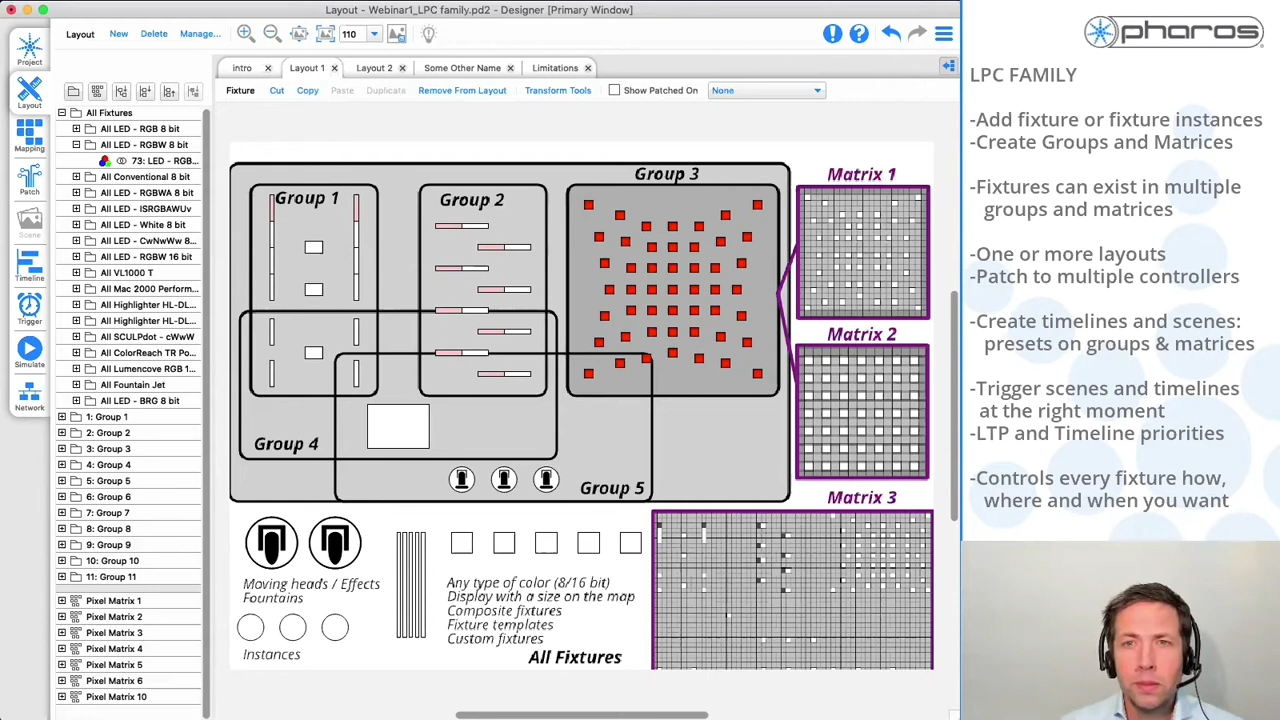 Layout - Webinar1_LPC family.pd2 - Designer [Primary Window]
Layout New Delete Manage... 110
Project
Layout
Mapping
Patch
Scene
Timeline
Trigger
Simulate
Network
intro
Layout 1
Layout 2
Some Other Name
Limitations
Fixture Cut Copy Paste Duplicate Remove From Layout Transform Tools Show Patched On None
All Fixtures
All LED - RGB 8 bit
All LED - RGBW 8 bit
73: LED - RGB...
All Conventional 8 bit
All LED - RGBWA 8 bit
All LED - ISRGBAWUv
All LED - White 8 bit
All LED - CwNwWw 8...
All LED - RGBW 16 bit
All VL1000 T
All Mac 2000 Perform...
All Highlighter HL-DL...
All Highlighter HL-DL...
All SCULPdot - cWwW
All ColorReach TR Po...
All Lumencove RGB 1...
All Fountain Jet
All LED - BRG 8 bit
1: Group 1
2: Group 2
3: Group 3
4: Group 4
5: Group 5
6: Group 6
7: Group 7
8: Group 8
9: Group 9
10: Group 10
11: Group 11
Pixel Matrix 1
Pixel Matrix 2
Pixel Matrix 3
Pixel Matrix 4
Pixel Matrix 5
Pixel Matrix 6
Pixel Matrix 10
Group 1
Group 2
Group 3
Group 4
Group 5
Matrix 1
Matrix 2
Matrix 3
Moving heads / Effects
Fountains
Instances
Any type of color (8/16 bit)
Display with a size on the map
Composite fixtures
Fixture templates
Custom fixtures
All Fixtures
pharos
LPC FAMILY
-Add fixture or fixture instances
-Create Groups and Matrices
-Fixtures can exist in multiple
groups and matrices
-One or more layouts
-Patch to multiple controllers
-Create timelines and scenes:
presets on groups & matrices
-Trigger scenes and timelines
at the right moment
-LTP and Timeline priorities
-Controls every fixture how,
where and when you want